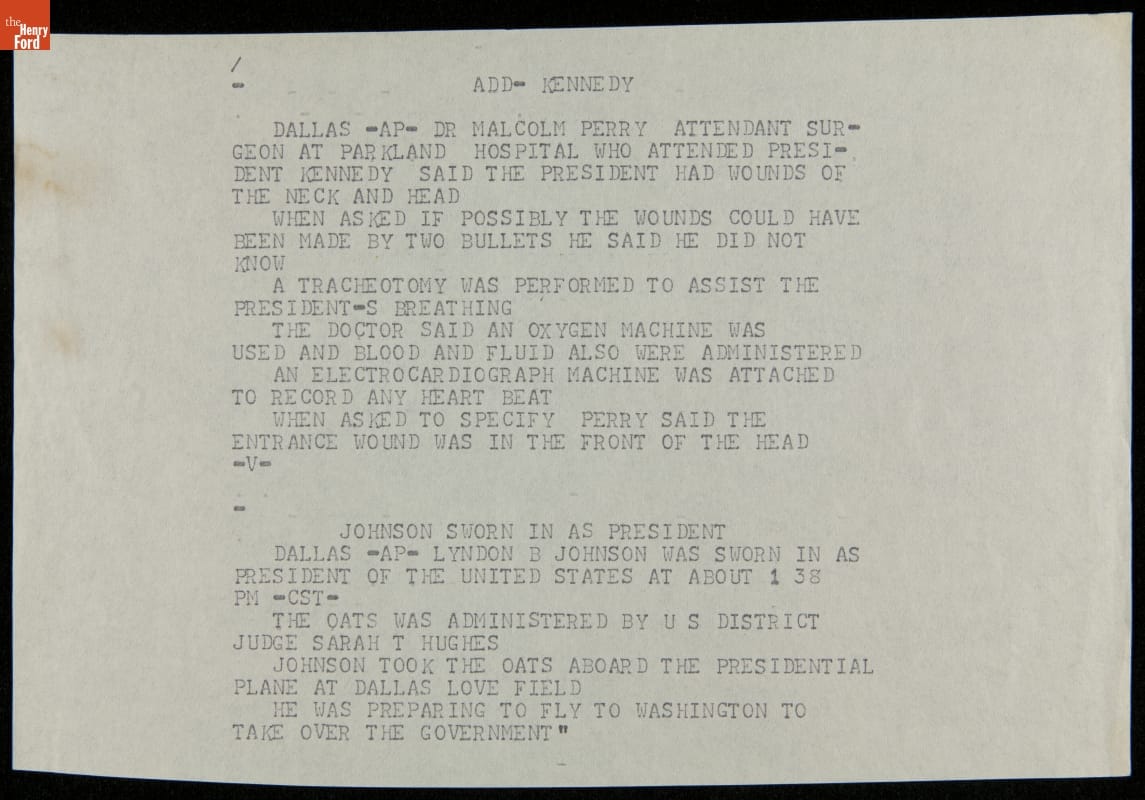 the
Henry
Ford
/
- ADD- KENNEDY
DALLAS -AP- DR MALCOLM PERRY ATTENDANT SUR-
GEON AT PARKLAND HOSPITAL WHO ATTENDED PRESI-
DENT KENNEDY SAID THE PRESIDENT HAD WOUNDS OF
THE NECK AND HEAD
WHEN ASKED IF POSSIBLY THE WOUNDS COULD HAVE
BEEN MADE BY TWO BULLETS HE SAID HE DID NOT
KNOW
A TRACHEOTOMY WAS PERFORMED TO ASSIST THE
PRESIDENT-S BREATHING
THE DOCTOR SAID AN OXYGEN MACHINE WAS
USED AND BLOOD AND FLUID ALSO WERE ADMINISTERED
AN ELECTROCARDIOGRAPH MACHINE WAS ATTACHED
TO RECORD ANY HEART BEAT
WHEN ASKED TO SPECIFY PERRY SAID THE
ENTRANCE WOUND WAS IN THE FRONT OF THE HEAD
-V-
-
JOHNSON SWORN IN AS PRESIDENT
DALLAS -AP- LYNDON B JOHNSON WAS SWORN IN AS
PRESIDENT OF THE UNITED STATES AT ABOUT 1 38
PM -CST-
THE OATS WAS ADMINISTERED BY U S DISTRICT
JUDGE SARAH T HUGHES
JOHNSON TOOK THE OATS ABOARD THE PRESIDENTIAL
PLANE AT DALLAS LOVE FIELD
HE WAS PREPARING TO FLY TO WASHINGTON TO
TAKE OVER THE GOVERNMENT"